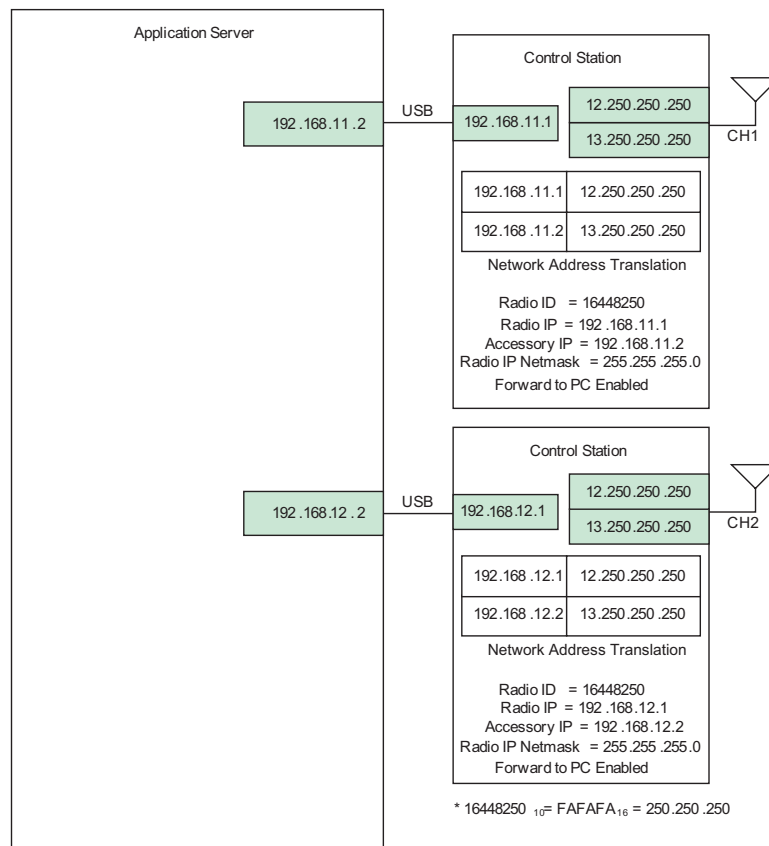 Application Server
Control Station
192.168.11.2
USB
192.168.11.1
12.250.250.250
13.250.250.250
CH1
192.168.11.1 12.250.250.250
192.168.11.2 13.250.250.250
Network Address Translation
Radio ID = 16448250
Radio IP = 192.168.11.1
Accessory IP = 192.168.11.2
Radio IP Netmask = 255.255.255.0
Forward to PC Enabled
Control Station
192.168.12.2
USB
192.168.12.1
12.250.250.250
13.250.250.250
CH2
192.168.12.1 12.250.250.250
192.168.12.2 13.250.250.250
Network Address Translation
Radio ID = 16448250
Radio IP = 192.168.12.1
Accessory IP = 192.168.12.2
Radio IP Netmask = 255.255.255.0
Forward to PC Enabled
* 16448250 10= FAFAFA16 = 250.250.250